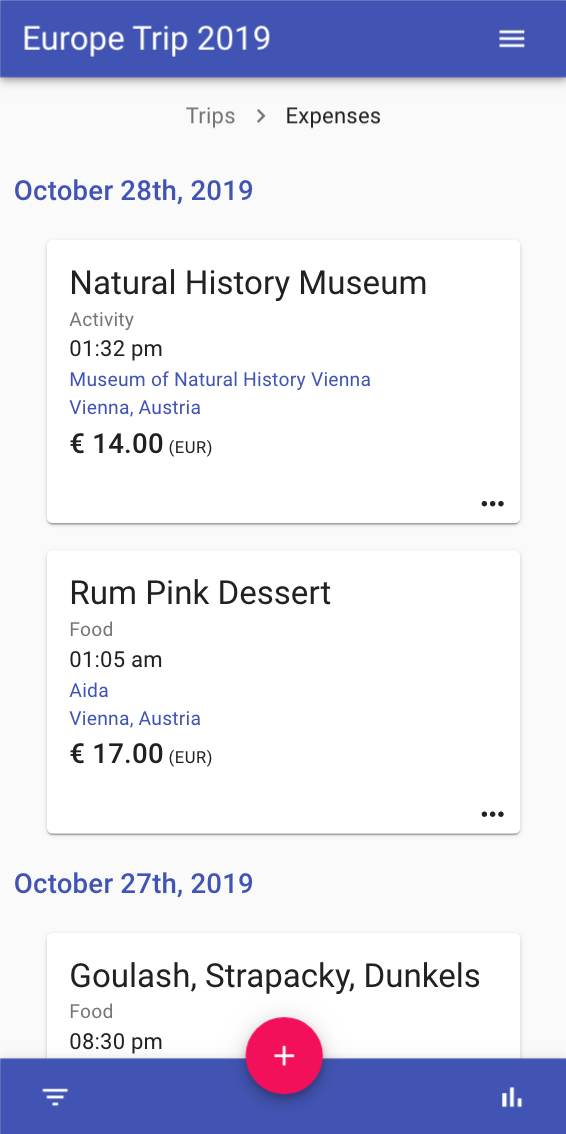 Europe Trip 2019
Trips > Expenses
October 28th, 2019
Natural History Museum
Activity
01:32 pm
Museum of Natural History Vienna
Vienna, Austria
€ 14.00 (EUR)
Rum Pink Dessert
Food
01:05 am
Aida
Vienna, Austria
€ 17.00 (EUR)
October 27th, 2019
Goulash, Strapacky, Dunkels
Food
08:30 pm